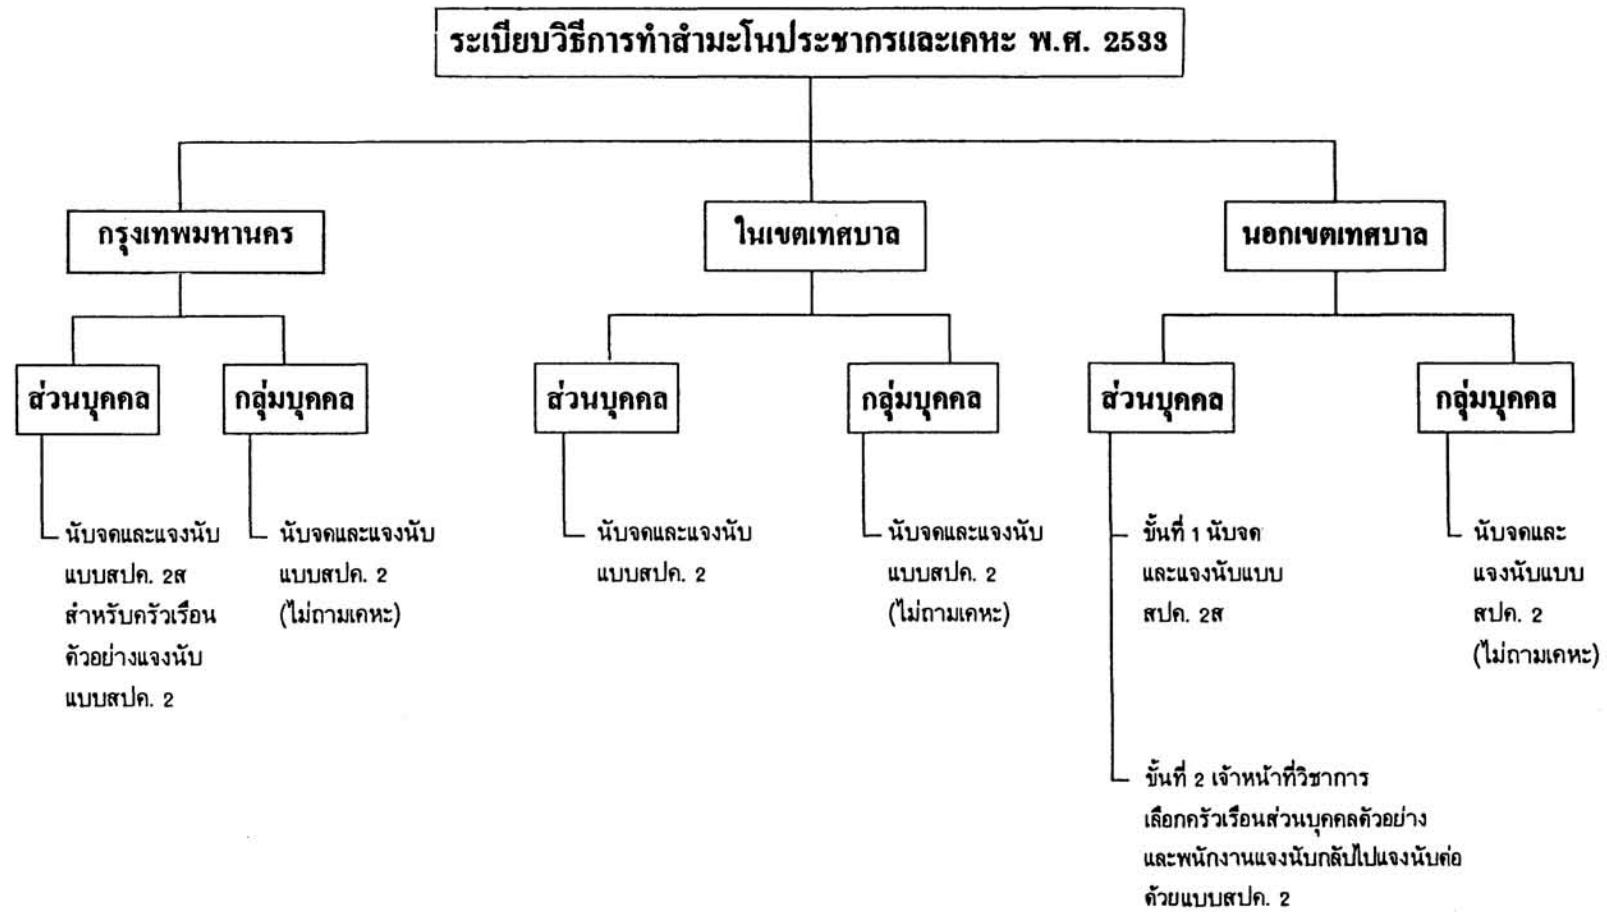 ระเบียบวิธีการทำสำมะโนประชากรและเคหะ พ.ศ. 2533
กรุงเทพมหานคร
ในเขตเทศบาล
นอกเขตเทศบาล
ส่วนบุคคล
กลุ่มบุคคล
ส่วนบุคคล
กลุ่มบุคคล
ส่วนบุคคล
กลุ่มบุคคล
นับจดและแจงนับ
แบบสปค. 2ส
สำหรับครัวเรือน
ตัวอย่างแจงนับ
แบบสปค. 2
นับจดและแจงนับ
แบบสปค. 2
(ไม่ถามเคหะ)
นับจดและแจงนับ
แบบสปค. 2
นับจดและแจงนับ
แบบสปค. 2
(ไม่ถามเคหะ)
ขั้นที่ 1 นับจด
และแจงนับแบบ
สปค. 2ส
ขั้นที่ 2 เจ้าหน้าที่วิชาการ
เลือกครัวเรือนส่วนบุคคลตัวอย่าง
และพนักงานแจงนับกลับไปแจงนับต่อ
ด้วยแบบสปค. 2
นับจดและ
แจงนับแบบ
สปค. 2
(ไม่ถามเคหะ)